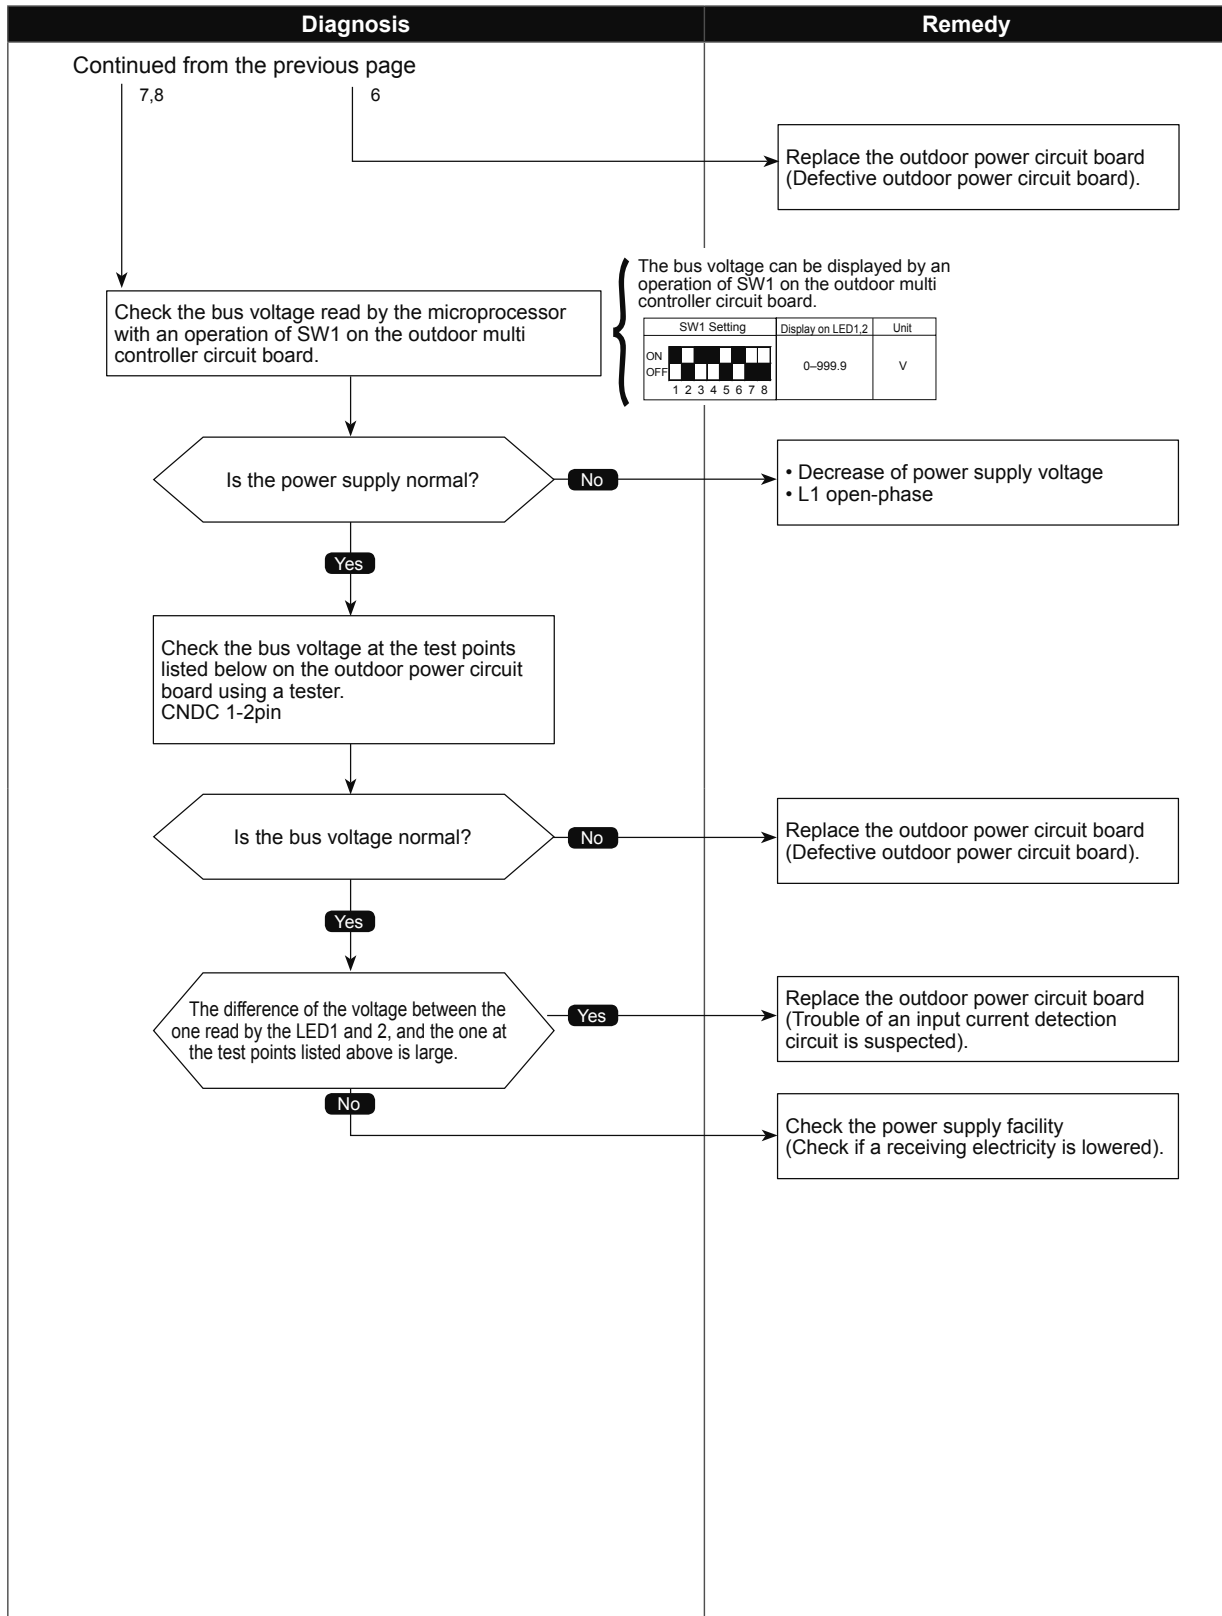 Diagnosis
Remedy
Continued from the previous page
7,8
6
Replace the outdoor power circuit board
(Defective outdoor power circuit board).
Check the bus voltage read by the microprocessor
with an operation of SW1 on the outdoor multi
controller circuit board.
The bus voltage can be displayed by an
operation of SW1 on the outdoor multi
controller circuit board.
SW1 Setting
Display on LED1,2
Unit
ON
OFF
1 2 3 4 5 6 7 8
0–999.9
V
Is the power supply normal?
No
• Decrease of power supply voltage
• L1 open-phase
Yes
Check the bus voltage at the test points
listed below on the outdoor power circuit
board using a tester.
CNDC 1-2pin
Is the bus voltage normal?
No
Replace the outdoor power circuit board
(Defective outdoor power circuit board).
Yes
The difference of the voltage between the
one read by the LED1 and 2, and the one at
the test points listed above is large.
Yes
Replace the outdoor power circuit board
(Trouble of an input current detection
circuit is suspected).
No
Check the power supply facility
(Check if a receiving electricity is lowered).